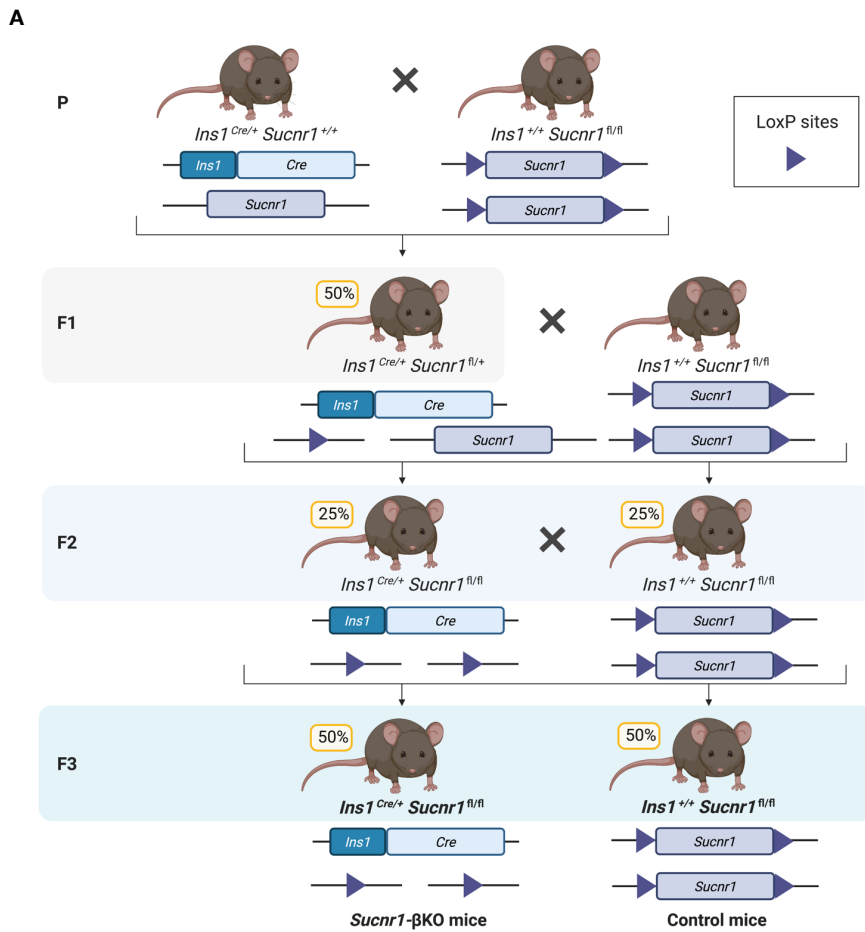 A
P
Ins1 Cre/+ Sucnr1 +/+
Ins1 +/+ Sucnr1 fl/fl
LoxP sites
Ins1 Cre
Sucnr1
Sucnr1
Sucnr1
F1
50%
Ins1 Cre/+ Sucnr1 fl/+
Ins1 +/+ Sucnr1 fl/fl
Ins1 Cre
Sucnr1
Sucnr1
Sucnr1
F2
25%
25%
Ins1 Cre/+ Sucnr1 fl/fl
Ins1 +/+ Sucnr1 fl/fl
Ins1 Cre
Sucnr1
Sucnr1
F3
50%
50%
Ins1 Cre/+ Sucnr1 fl/fl
Ins1 +/+ Sucnr1 fl/fl
Ins1 Cre
Sucnr1
Sucnr1
Sucnr1-βKO mice
Control mice